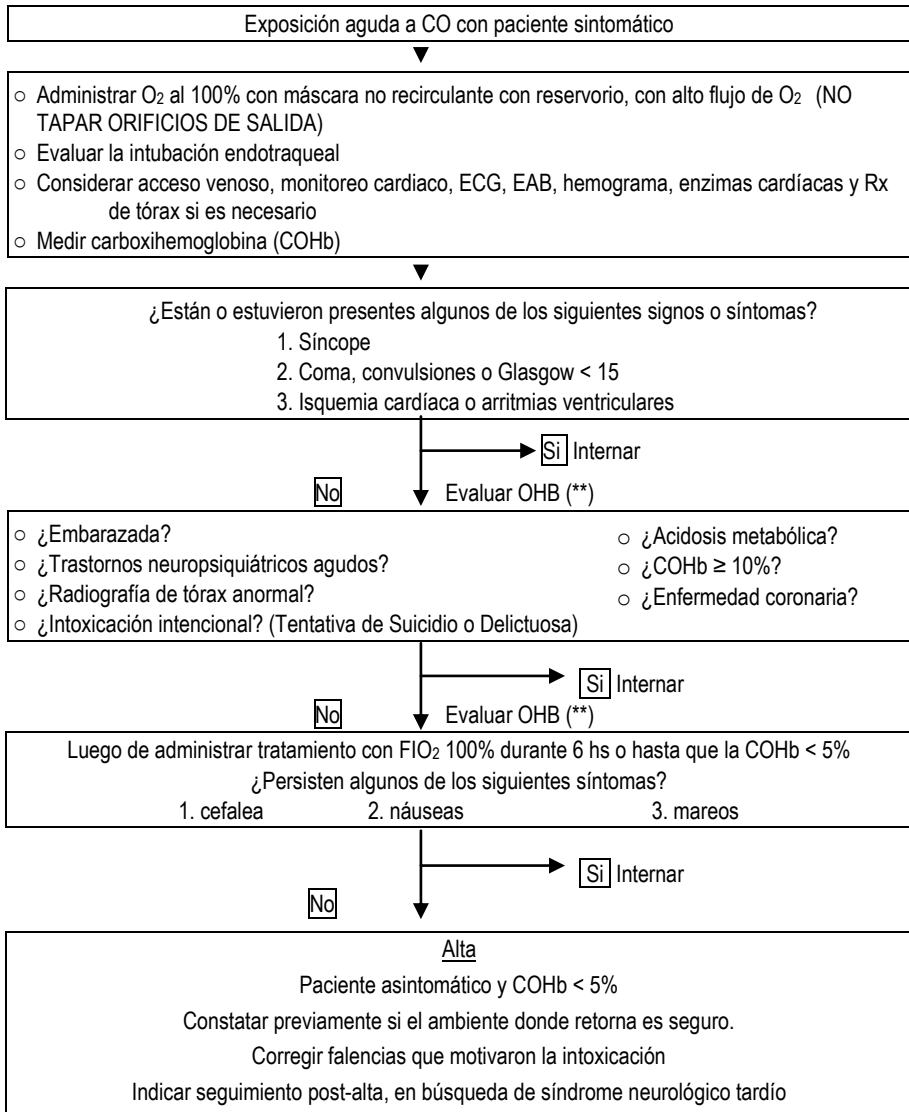 Exposición aguda a CO con paciente sintomático
○ Administrar O2 al 100% con máscara no recirculante con reservorio, con alto flujo de O2 (NO
TAPAR ORIFICIOS DE SALIDA)
○ Evaluar la intubación endotraqueal
○ Considerar acceso venoso, monitoreo cardiaco, ECG, EAB, hemograma, enzimas cardíacas y Rx
de tórax si es necesario
○ Medir carboxihemoglobina (COHb)
¿Están o estuvieron presentes algunos de los siguientes signos o síntomas?
1. Síncope
2. Coma, convulsiones o Glasgow < 15
3. Isquemia cardíaca o arritmias ventriculares
Si Internar
No Evaluar OHB (**)
○ ¿Embarazada? ○ ¿Acidosis metabólica?
○ ¿Trastornos neuropsiquiátricos agudos? ○ ¿COHb ≥ 10%?
○ ¿Radiografía de tórax anormal? ○ ¿Enfermedad coronaria?
○ ¿Intoxicación intencional? (Tentativa de Suicidio o Delictuosa)
Si Internar
No Evaluar OHB (**)
Luego de administrar tratamiento con FIO2 100% durante 6 hs o hasta que la COHb < 5%
¿Persisten algunos de los siguientes síntomas?
1. cefalea 2. náuseas 3. mareos
Si Internar
No
Alta
Paciente asintomático y COHb < 5%
Constatar previamente si el ambiente donde retorna es seguro.
Corregir falencias que motivaron la intoxicación
Indicar seguimiento post-alta, en búsqueda de síndrome neurológico tardío